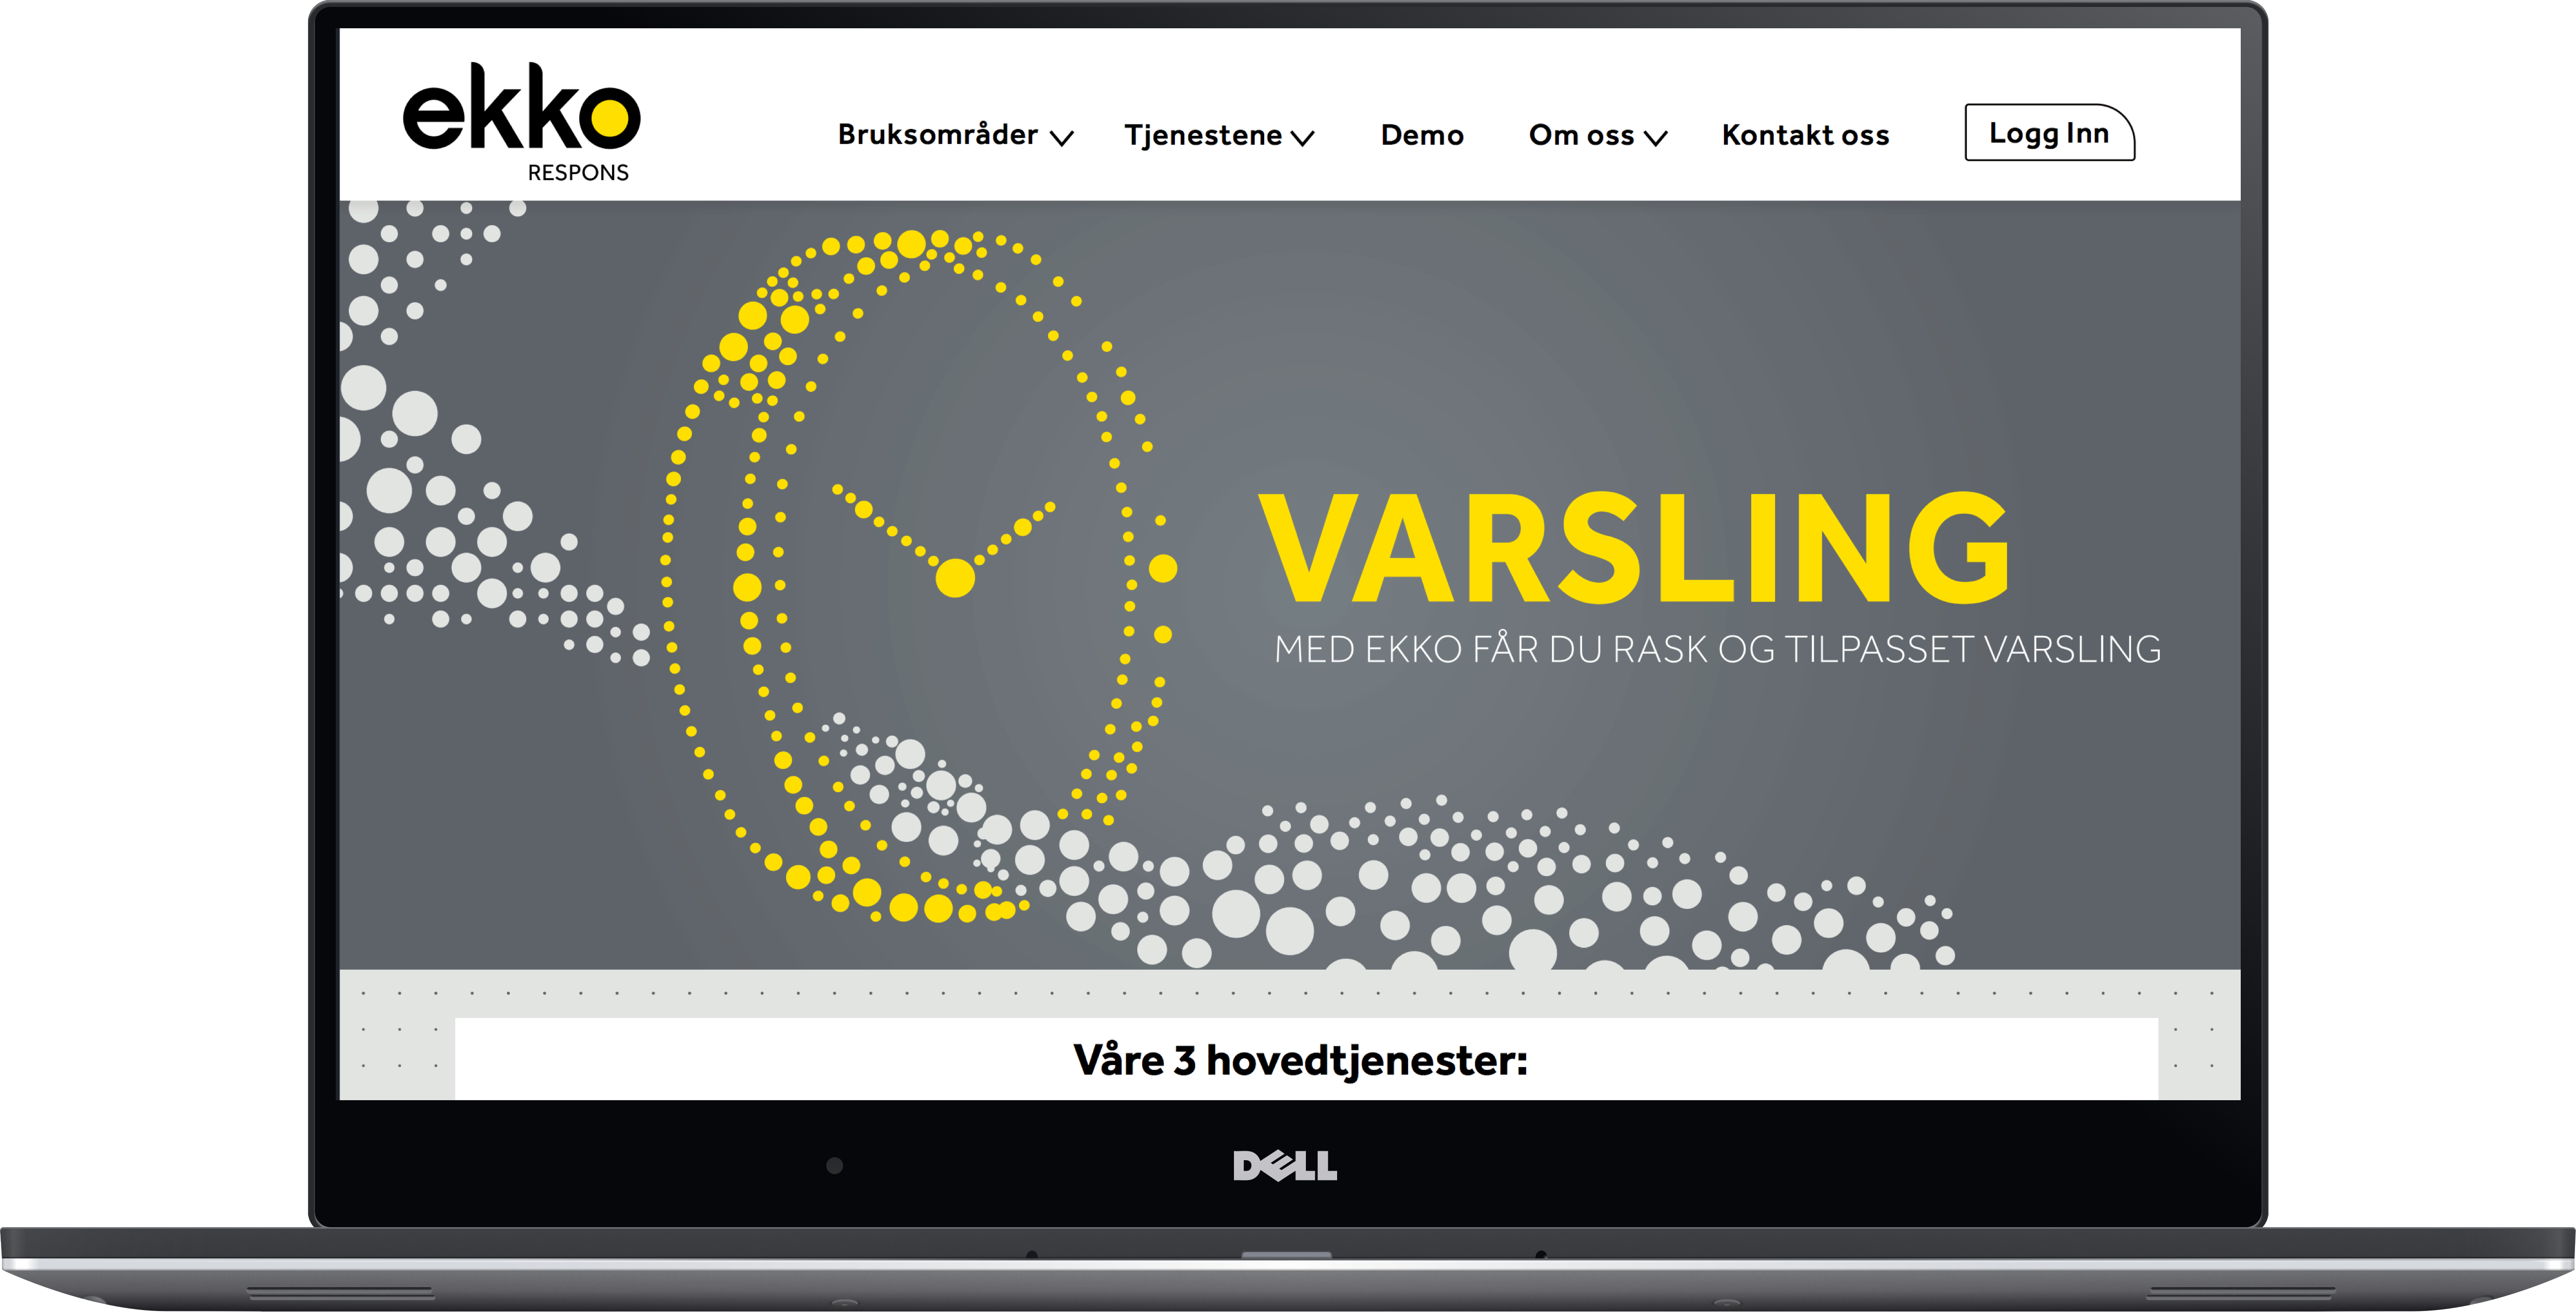 ekko
RESPONS
Bruksområder Tjenestene Demo Om oss Kontakt oss Logg Inn
VARSLING
MED EKKO FÅR DU RASK OG TILPASSET VARSLING
Våre 3 hovedtjenester:
DELL